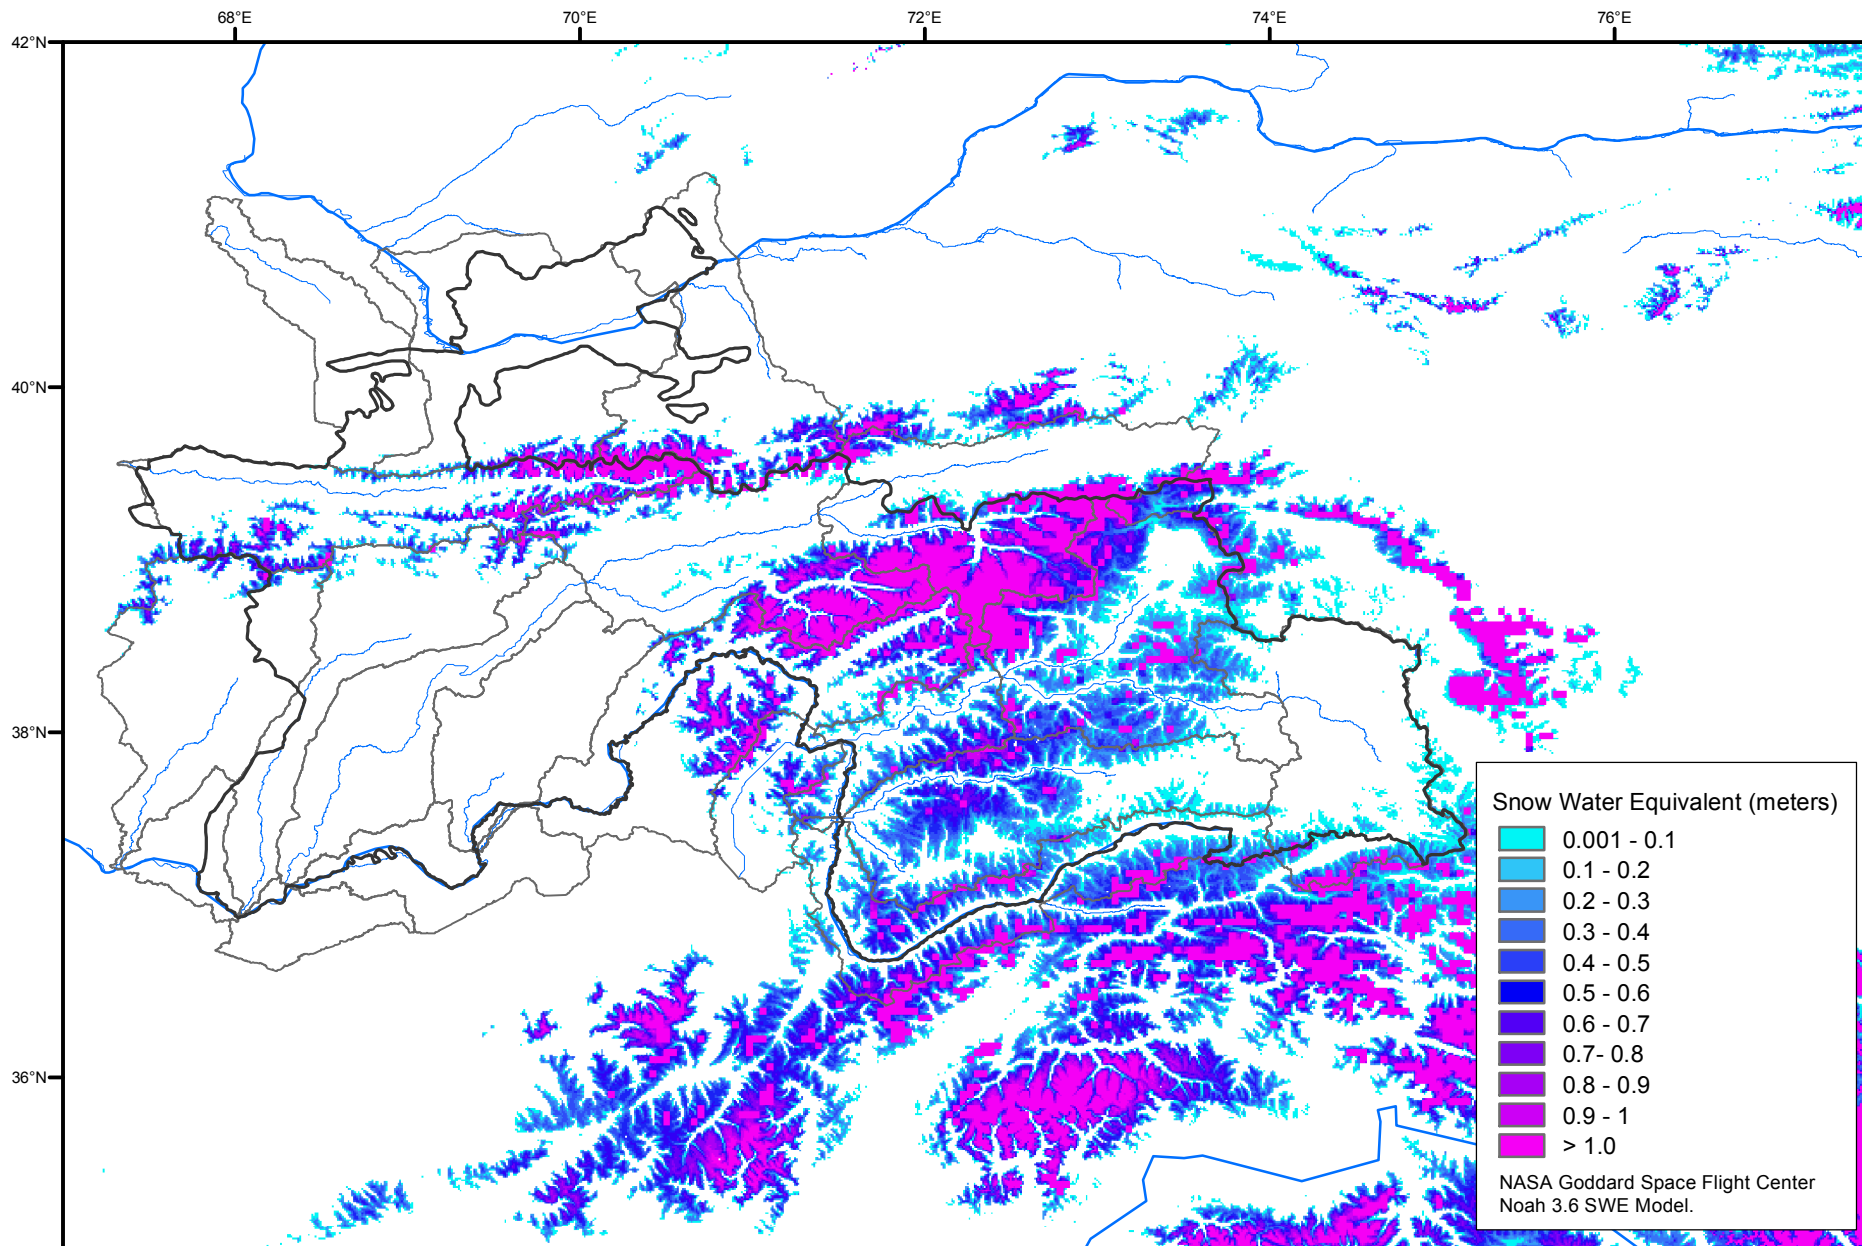 68°E
70°E
72°E
74°E
76°E
42°N
40°N
38°N
36°N
Snow Water Equivalent (meters)
0.001 - 0.1
0.1 - 0.2
0.2 - 0.3
0.3 - 0.4
0.4 - 0.5
0.5 - 0.6
0.6 - 0.7
0.7- 0.8
0.8 - 0.9
0.9 - 1
> 1.0
NASA Goddard Space Flight Center
Noah 3.6 SWE Model.